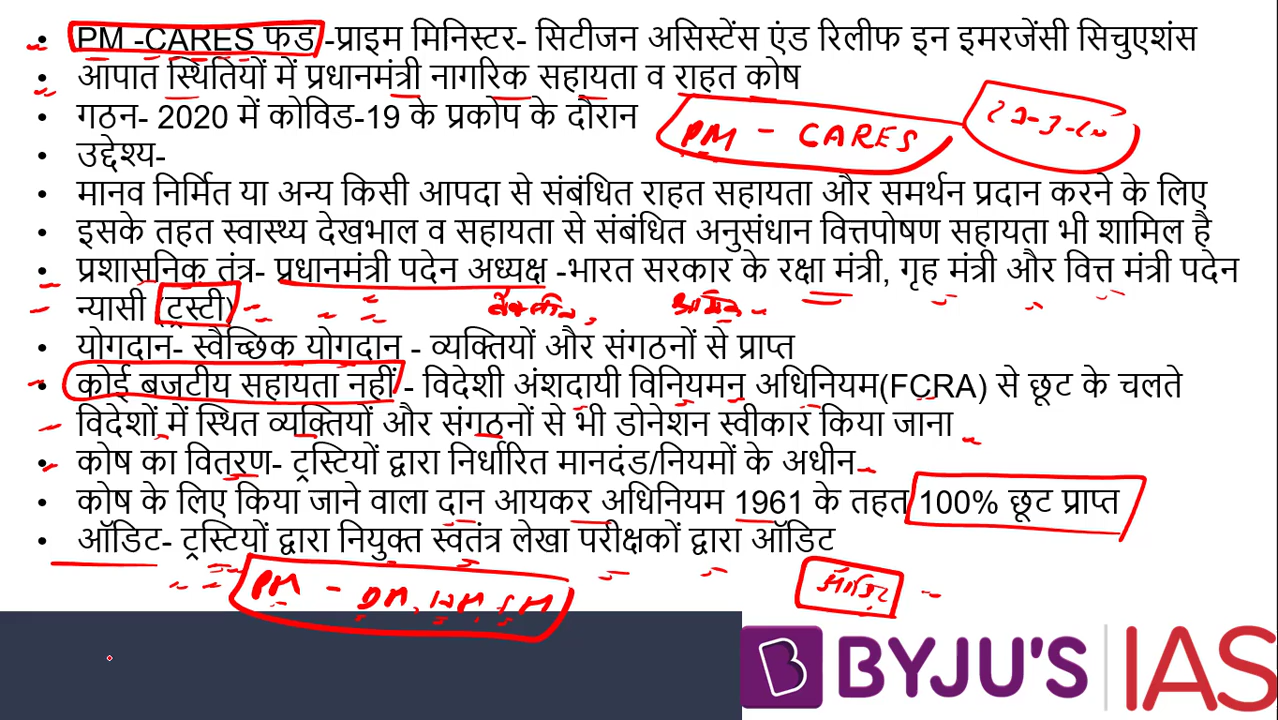 • PM -CARES फंड -प्राइम मिनिस्टर- सिटीजन असिस्टेंस एंड रिलीफ इन इमरजेंसी सिचुएशंस
• आपात स्थितियों में प्रधानमंत्री नागरिक सहायता व राहत कोष
• गठन- 2020 में कोविड-19 के प्रकोप के दौरान
PM - CARES
• उद्देश्य-
• मानव निर्मित या अन्य किसी आपदा से संबंधित राहत सहायता और समर्थन प्रदान करने के लिए
• इसके तहत स्वास्थ्य देखभाल व सहायता से संबंधित अनुसंधान वित्तपोषण सहायता भी शामिल है
• प्रशासनिक तंत्र- प्रधानमंत्री पदेन अध्यक्ष -भारत सरकार के रक्षा मंत्री, गृह मंत्री और वित्त मंत्री पदेन
न्यासी (ट्रस्टी)
• योगदान- स्वैच्छिक योगदान - व्यक्तियों और संगठनों से प्राप्त
• कोई बजटीय सहायता नहीं - विदेशी अंशदायी विनियमन अधिनियम(FCRA) से छूट के चलते
विदेशों में स्थित व्यक्तियों और संगठनों से भी डोनेशन स्वीकार किया जाना
• कोष का वितरण- ट्रस्टियों द्वारा निर्धारित मानदंड/नियमों के अधीन
• कोष के लिए किया जाने वाला दान आयकर अधिनियम 1961 के तहत 100% छूट प्राप्त
• ऑडिट- ट्रस्टियों द्वारा नियुक्त स्वतंत्र लेखा परीक्षकों द्वारा ऑडिट
PM - DM, HM, FM
BYJU'S IAS